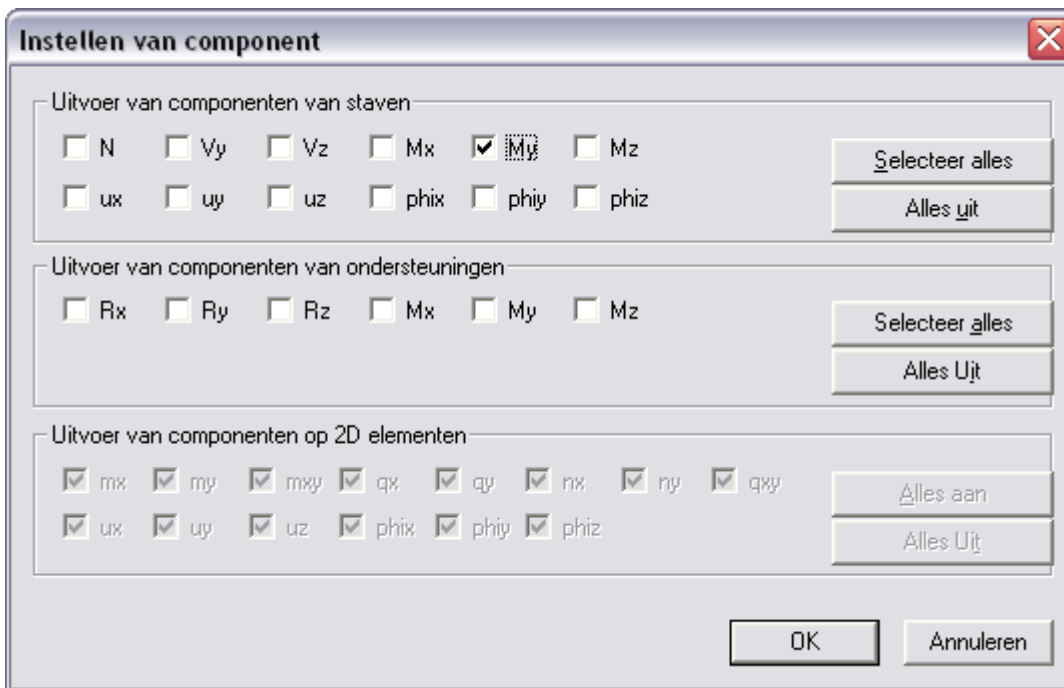 Instellen van component
Uitvoer van componenten van staven
N Vy Vz Mx My Mz
Selecteer alles
ux uy uz phix phiy phiz
Alles uit
Uitvoer van componenten van ondersteuningen
Rx Ry Rz Mx My Mz
Selecteer alles
Alles Uit
Uitvoer van componenten op 2D elementen
mx my mxy qx qy nx ny qxy
Alles aan
ux uy uz phix phiy phiz
Alles Uit
OK Annuleren